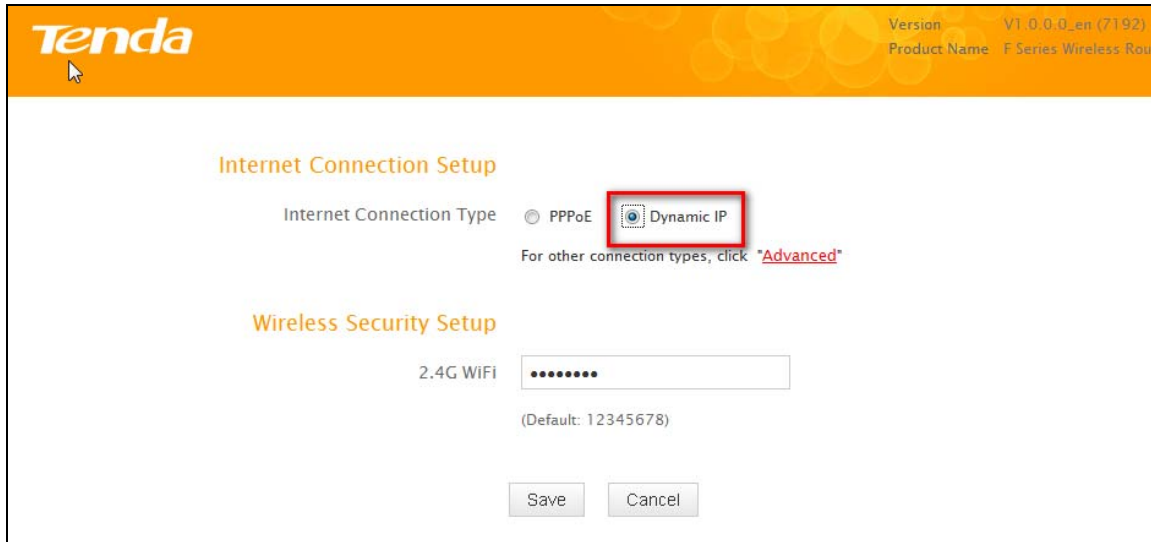 Tenda
Version V1.0.0.0_en (7192)
Product Name F Series Wireless Rou
Internet Connection Setup
Internet Connection Type PPPoE Dynamic IP
For other connection types, click "Advanced"
Wireless Security Setup
2.4G WiFi ••••••••
(Default: 12345678)
Save Cancel